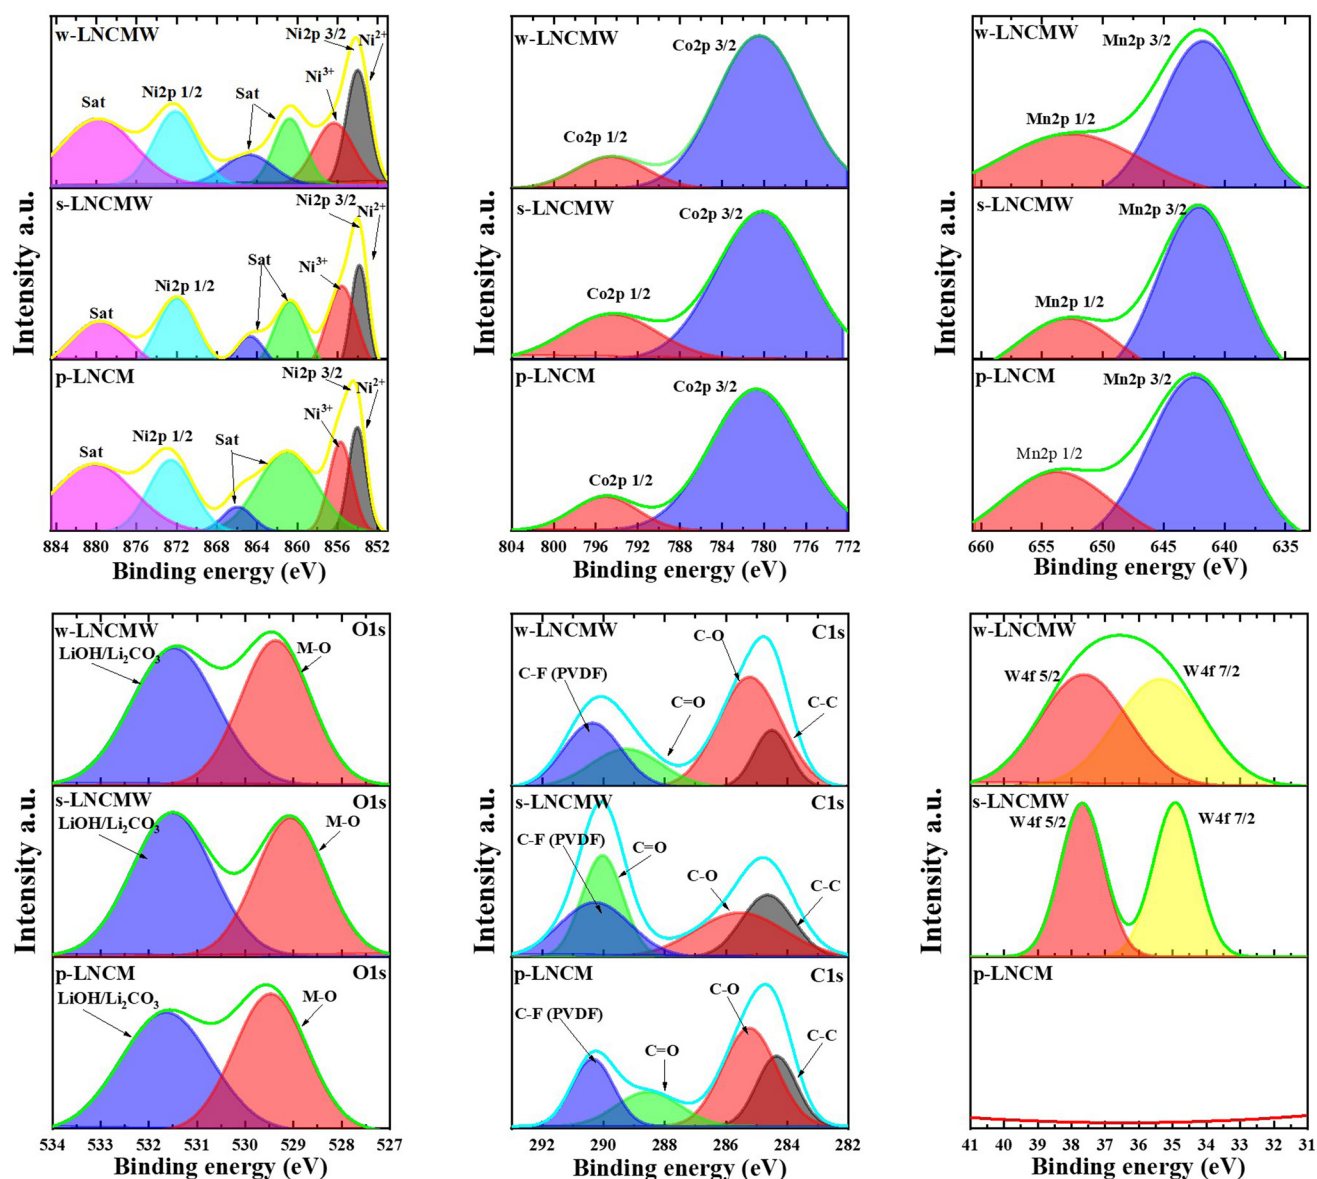 w-LNCMW
Ni2p 3/2
Ni²⁺
Ni³⁺
Sat
Ni2p 1/2
Sat
s-LNCMW
Ni2p 3/2
Ni²⁺
Ni³⁺
Sat
Ni2p 1/2
Sat
p-LNCM
Ni2p 3/2
Ni²⁺
Ni³⁺
Sat
Ni2p 1/2
Sat
Intensity a.u.
884 880 872 868 864 860 856 852
Binding energy (eV)
w-LNCMW
Co2p 3/2
Co2p 1/2
s-LNCMW
Co2p 3/2
Co2p 1/2
p-LNCM
Co2p 3/2
Co2p 1/2
Intensity a.u.
804 800 792 788 780 776 772
Binding energy (eV)
w-LNCMW
Mn2p 3/2
Mn2p 1/2
s-LNCMW
Mn2p 3/2
Mn2p 1/2
p-LNCM
Mn2p 3/2
Mn2p 1/2
Intensity a.u.
660 655 650 645 640 635
Binding energy (eV)
w-LNCMW O1s
LiOH/Li₂CO₃
M-O
s-LNCMW O1s
LiOH/Li₂CO₃
M-O
p-LNCM O1s
LiOH/Li₂CO₃
M-O
Intensity a.u.
534 533 531 530 529 528 527
Binding energy (eV)
w-LNCMW C1s
C-O
C-F (PVDF)
C=O
C-C
s-LNCMW C1s
C-F (PVDF)
C=O
C-O
C-C
p-LNCM C1s
C-O
C-F (PVDF)
C=O
C-C
Intensity a.u.
292 290 288 286 284 282
Binding energy (eV)
w-LNCMW
W4f 5/2
W4f 7/2
s-LNCMW
W4f 5/2
W4f 7/2
p-LNCM
Intensity a.u.
41 40 39 38 37 36 35 33 33 32 31
Binding energy (eV)